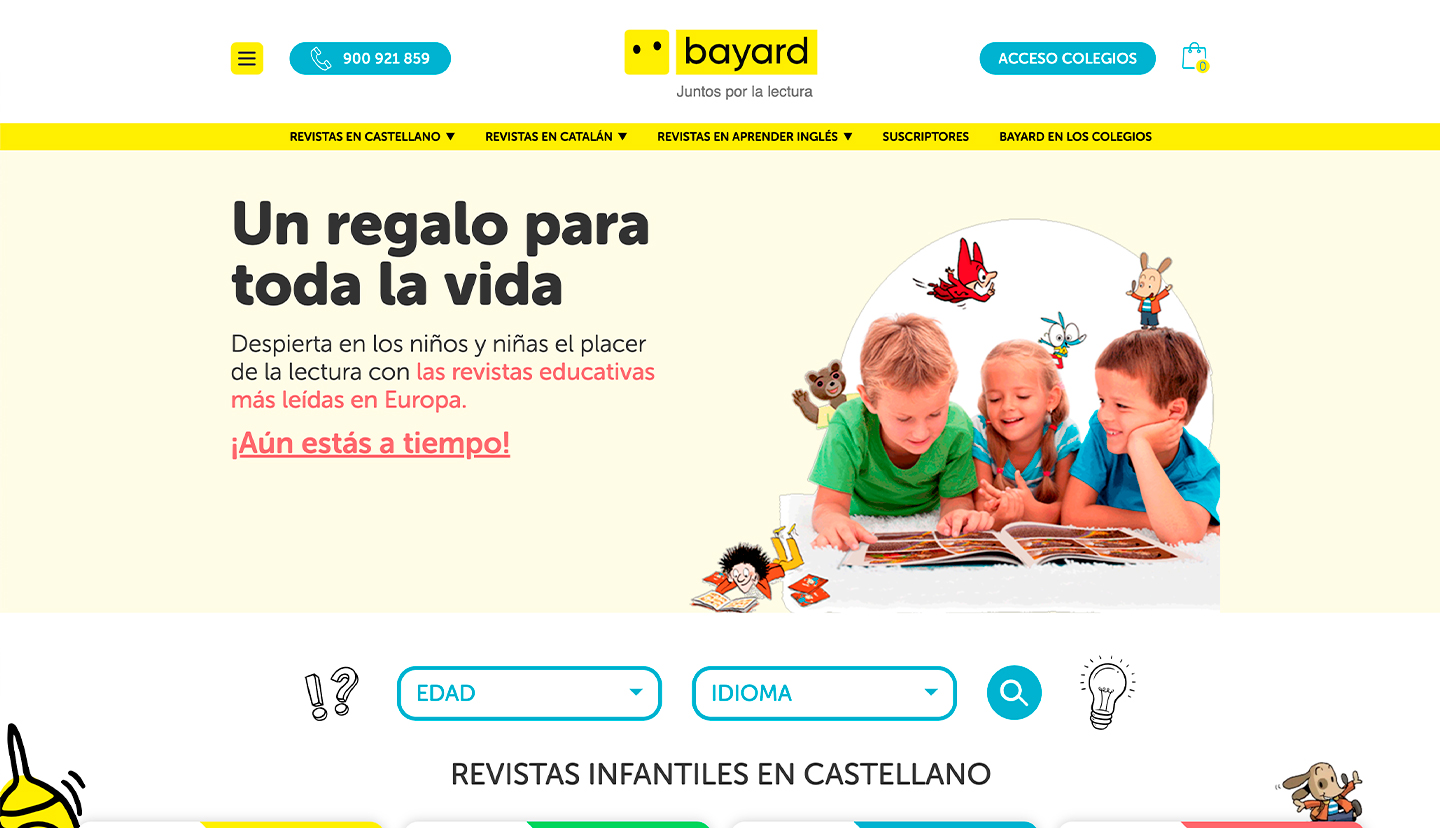 900 921 859
bayard
Juntos por la lectura
ACCESO COLEGIOS
0
REVISTAS EN CASTELLANO ▼ REVISTAS EN CATALÁN ▼ REVISTAS EN APRENDER INGLÉS ▼ SUSCRIPTORES BAYARD EN LOS COLEGIOS
Un regalo para
toda la vida
Despierta en los niños y niñas el placer
de la lectura con las revistas educativas
más leídas en Europa.
¡Aún estás a tiempo!
!?
EDAD
IDIOMA
REVISTAS INFANTILES EN CASTELLANO